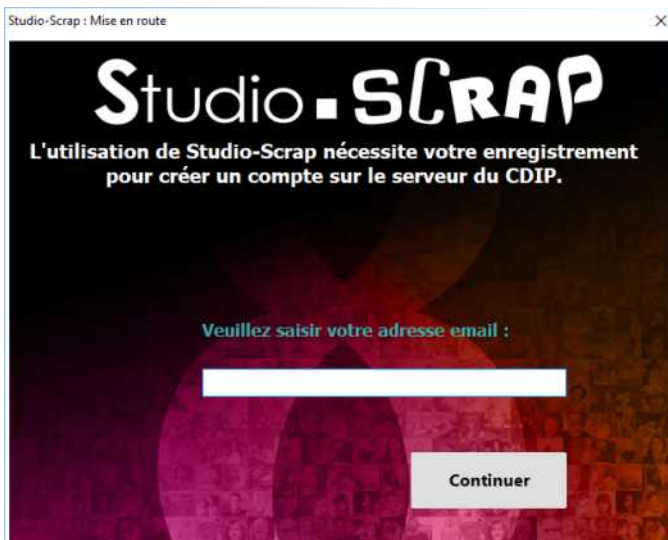 Studio-Scrap : Mise en route
Studio.SCRAP
L'utilisation de Studio-Scrap nécessite votre enregistrement
pour créer un compte sur le serveur du CDIP.
Veuillez saisir votre adresse email :
Continuer